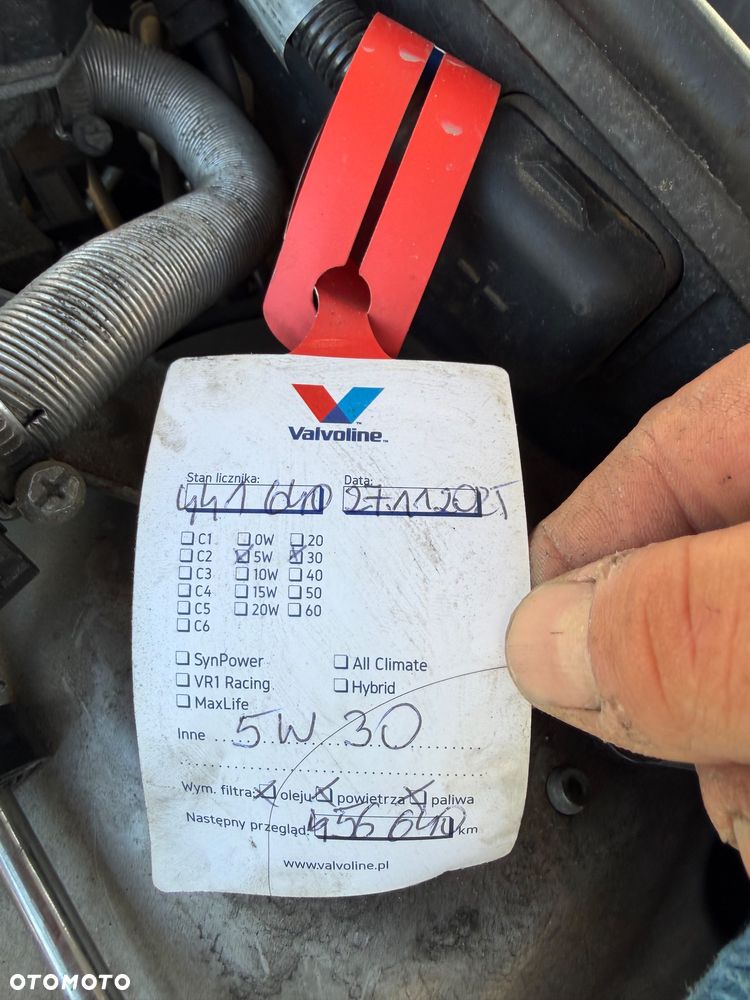 Valvoline™
Stan licznika: Data:
441 640 27.11.2025
C1 0W 20
C2 5W 30
C3 10W 40
C4 15W 50
C5 20W 60
C6
SynPower All Climate
VR1 Racing Hybrid
MaxLife
Inne 5W 30
Wym. filtra: oleju powietrza paliwa
Następny przegląd: 456 640 km
www.valvoline.pl
OTOMOTO